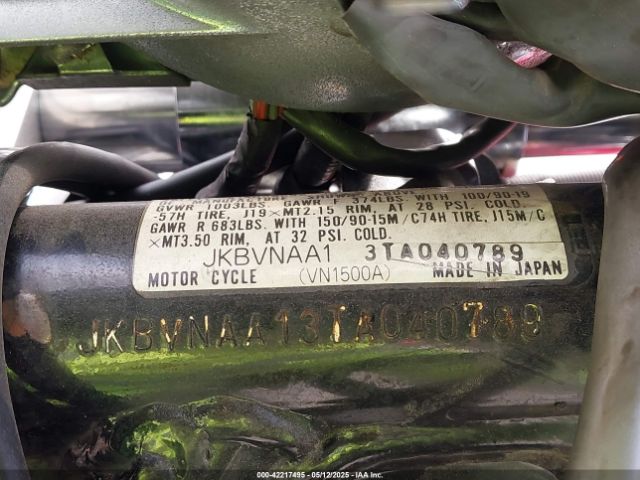 GVWR 1003LBS. GAWR F 374LBS. WITH 100/90-19
-57H TIRE, J19×MT2.15 RIM, AT 28 PSI. COLD.
GAWR R 683LBS. WITH 150/90-15M/C74H TIRE, J15M/C
×MT3.50 RIM, AT 32 PSI. COLD.
JKBVNAA1 3TA040789
MOTOR CYCLE (VN1500A) MADE IN JAPAN
JKBVNAA13TA040789
000-42217495 - 05/12/2025 - IAA Inc. Copyright